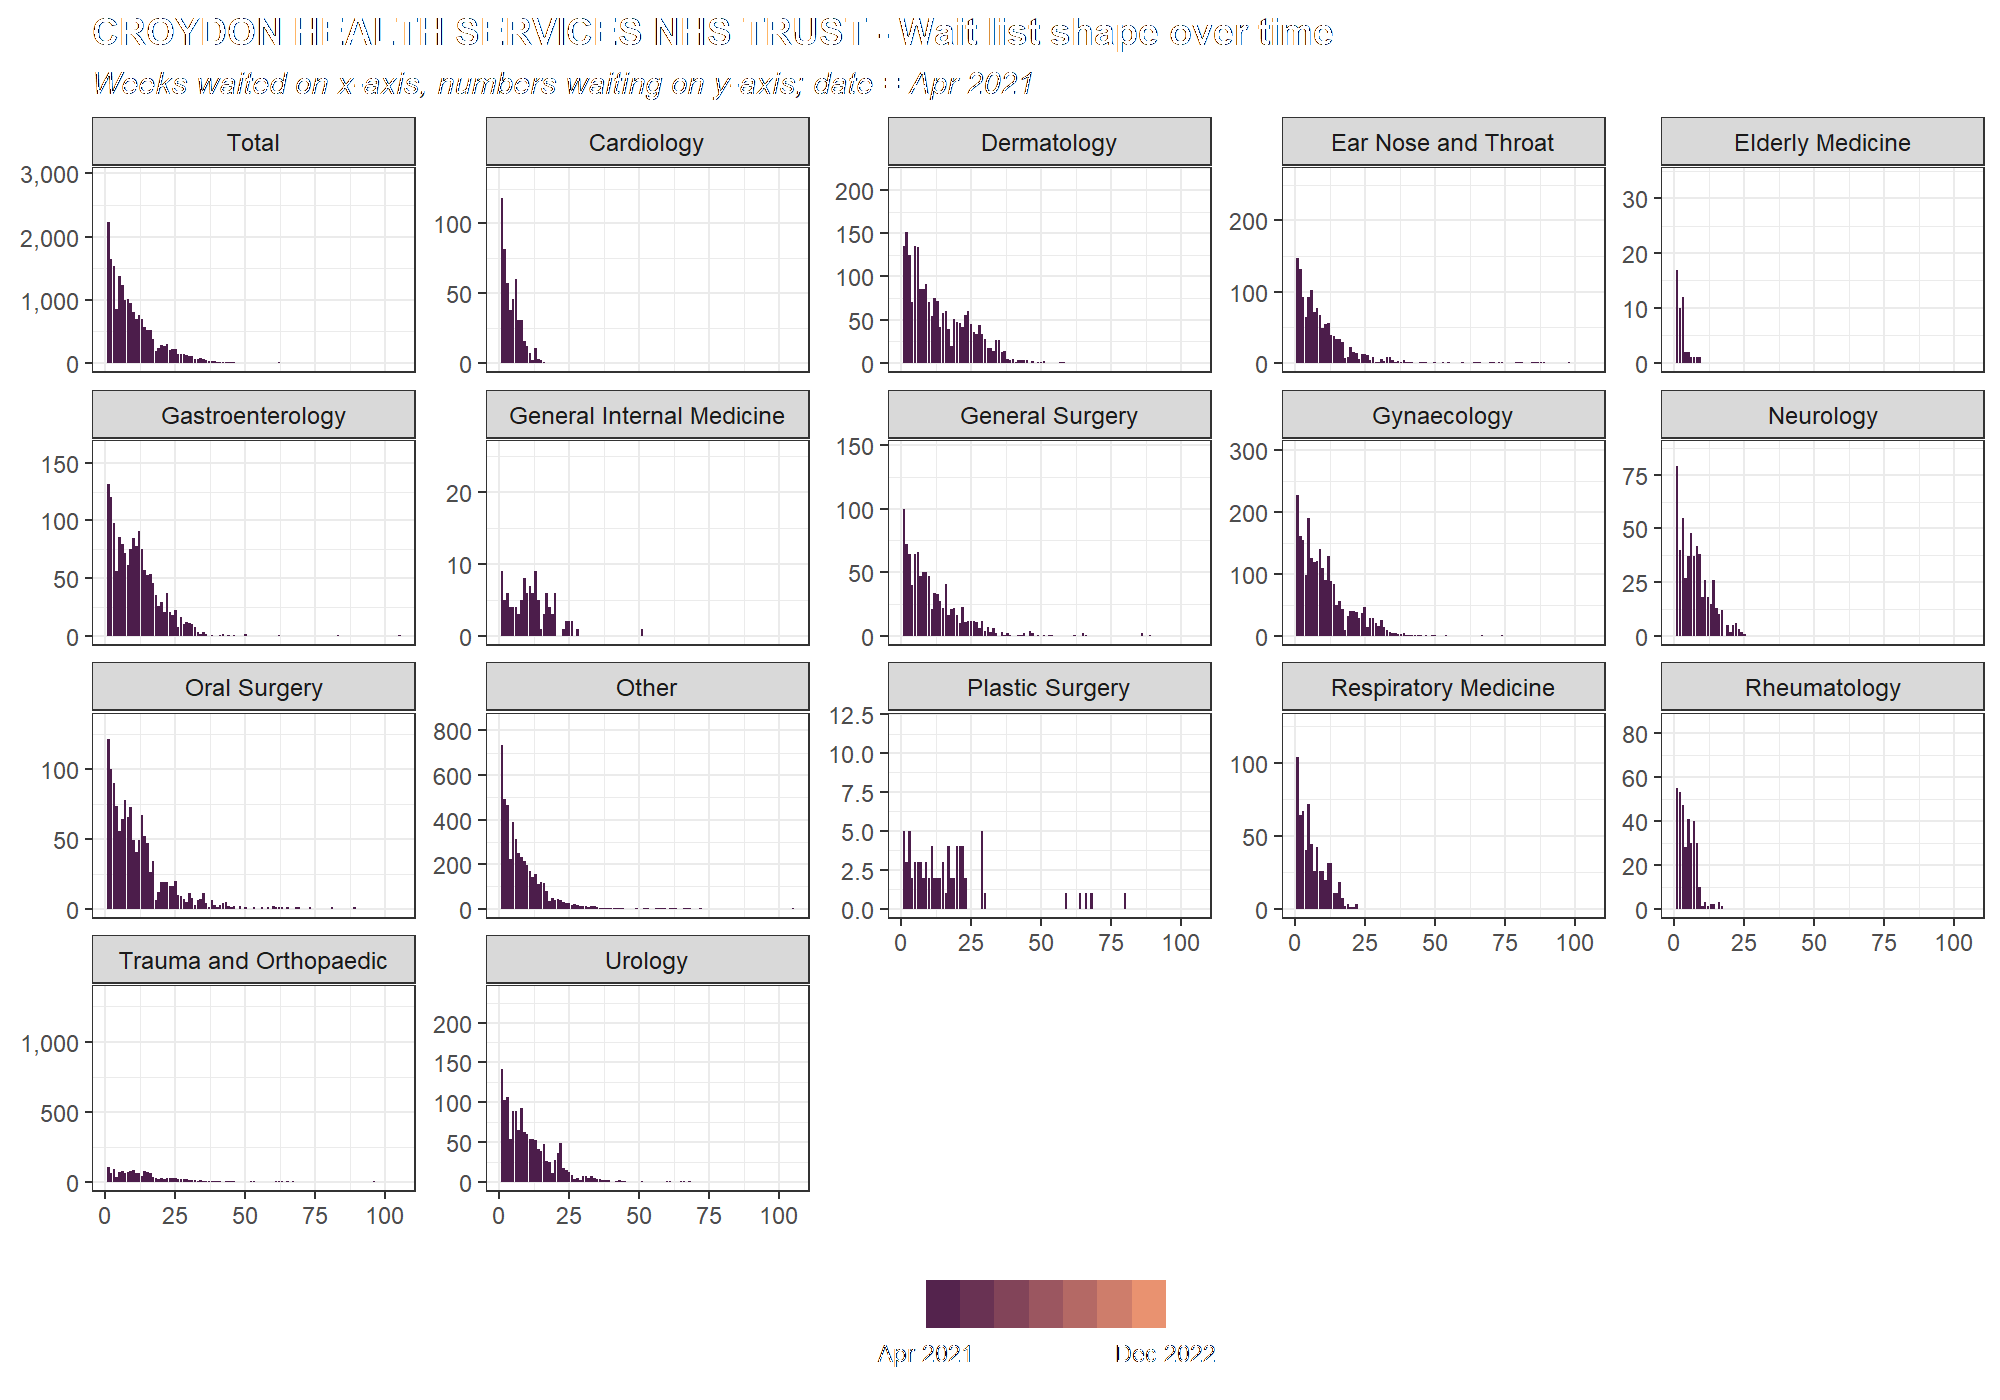 CROYDON HEALTH SERVICES NHS TRUST - Wait list shape over time
Weeks waited on x-axis, numbers waiting on y-axis; date = Apr 2021
Total
Cardiology
Dermatology
Ear Nose and Throat
Elderly Medicine
3,000
2,000
1,000
0
100
50
0
200
150
100
50
0
200
100
0
30
20
10
0
Gastroenterology
General Internal Medicine
General Surgery
Gynaecology
Neurology
150
100
50
0
20
10
0
150
100
50
0
300
200
100
0
75
50
25
0
Oral Surgery
Other
Plastic Surgery
Respiratory Medicine
Rheumatology
100
50
0
800
600
400
200
0
12.5
10.0
7.5
5.0
2.5
0.0
100
50
0
80
60
40
20
0
0 25 50 75 100
0 25 50 75 100
0 25 50 75 100
Trauma and Orthopaedic
Urology
1,000
500
0
200
150
100
50
0
0 25 50 75 100
0 25 50 75 100
Apr 2021
Dec 2022